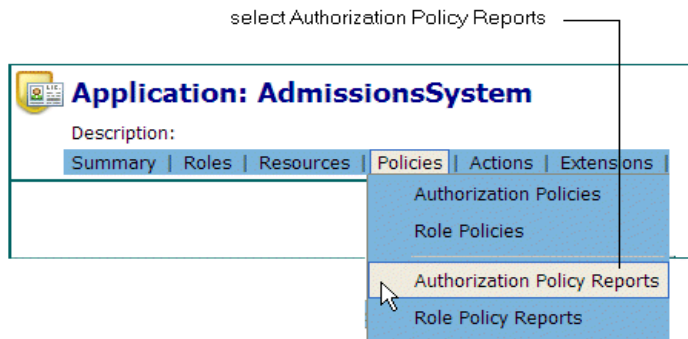 select Authorization Policy Reports
Application: AdmissionsSystem
Description:
Summary | Roles | Resources | Policies | Actions | Extensions |
Authorization Policies
Role Policies
Authorization Policy Reports
Role Policy Reports